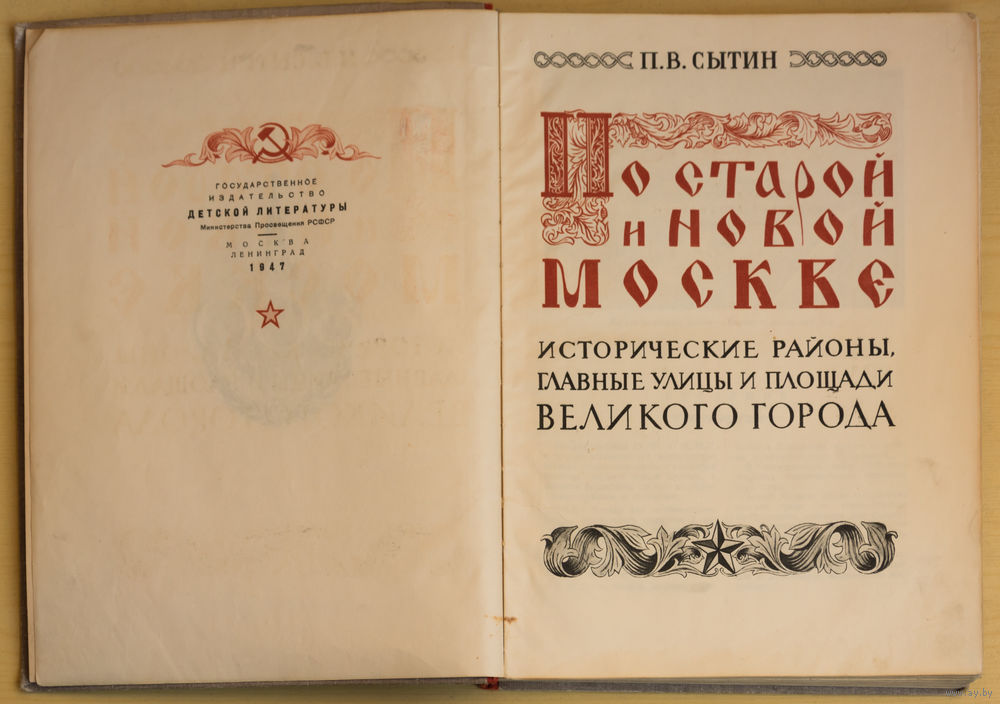 ГОСУДАРСТВЕННОЕ
ИЗДАТЕЛЬСТВО
ДЕТСКОЙ ЛИТЕРАТУРЫ
Министерства Просвещения РСФСР
МОСКВА
ЛЕНИНГРАД
1947
П.В. СЫТИН
ПО СТАРОЙ
И НОВОЙ
МОСКВЕ
ИСТОРИЧЕСКИЕ РАЙОНЫ,
ГЛАВНЫЕ УЛИЦЫ И ПЛОЩАДИ
ВЕЛИКОГО ГОРОДА